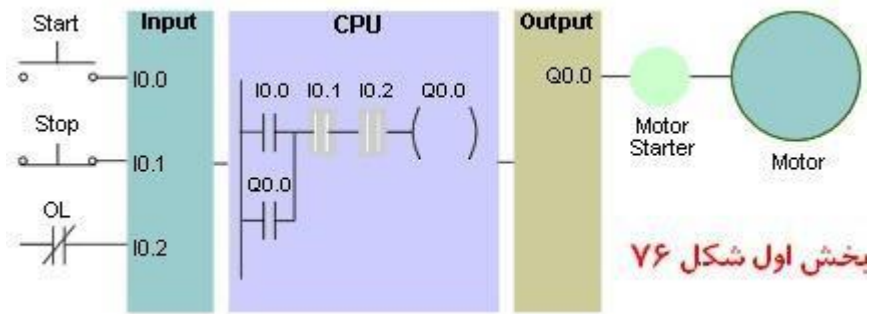 Start
Input
CPU
Output
I0.0
Q0.0
I0.0 I0.1 I0.2 Q0.0
Stop
I0.1
Motor Starter
Motor
Q0.0
OL
I0.2
بخش اول شکل ۷۶